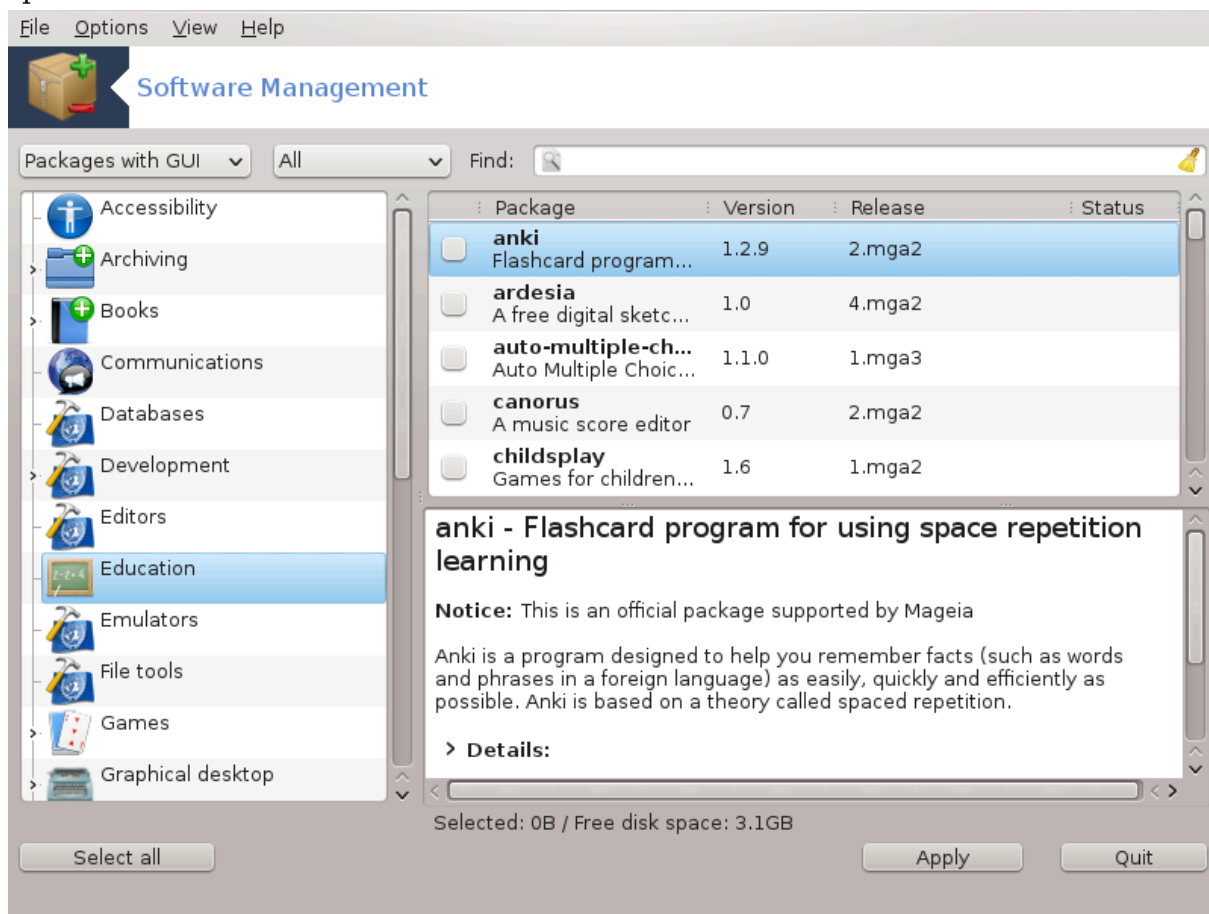 File Options View Help
Software Management
Packages with GUI All Find:
Accessibility
Archiving
Books
Communications
Databases
Development
Editors
Education
Emulators
File tools
Games
Graphical desktop
Package Version Release Status
anki
Flashcard program... 1.2.9 2.mga2
ardesia
A free digital sketc... 1.0 4.mga2
auto-multiple-ch...
Auto Multiple Choic... 1.1.0 1.mga3
canorus
A music score editor 0.7 2.mga2
childsplay
Games for children... 1.6 1.mga2
anki - Flashcard program for using space repetition
learning
Notice: This is an official package supported by Mageia
Anki is a program designed to help you remember facts (such as words
and phrases in a foreign language) as easily, quickly and efficiently as
possible. Anki is based on a theory called spaced repetition.
Details:
Selected: 0B / Free disk space: 3.1GB
Select all Apply Quit